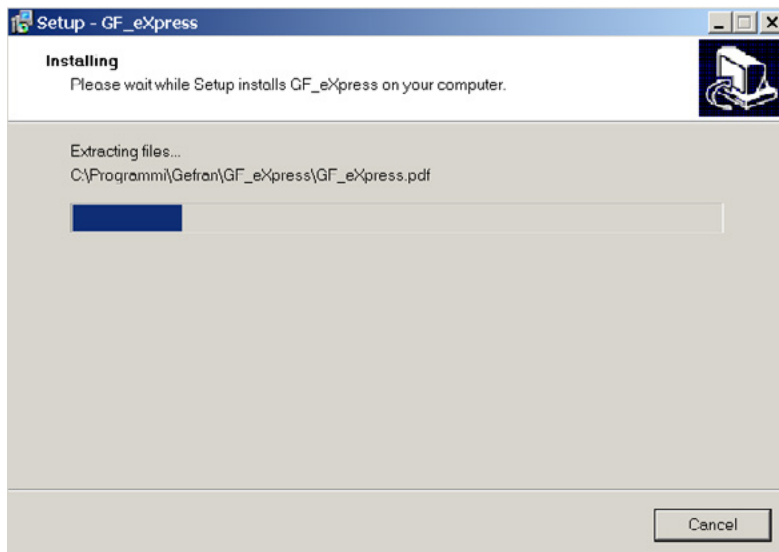 Setup - GF_eXpress
Installing
Please wait while Setup installs GF_eXpress on your computer.
Extracting files...
C:\Programmi\Gefran\GF_eXpress\GF_eXpress.pdf
Cancel